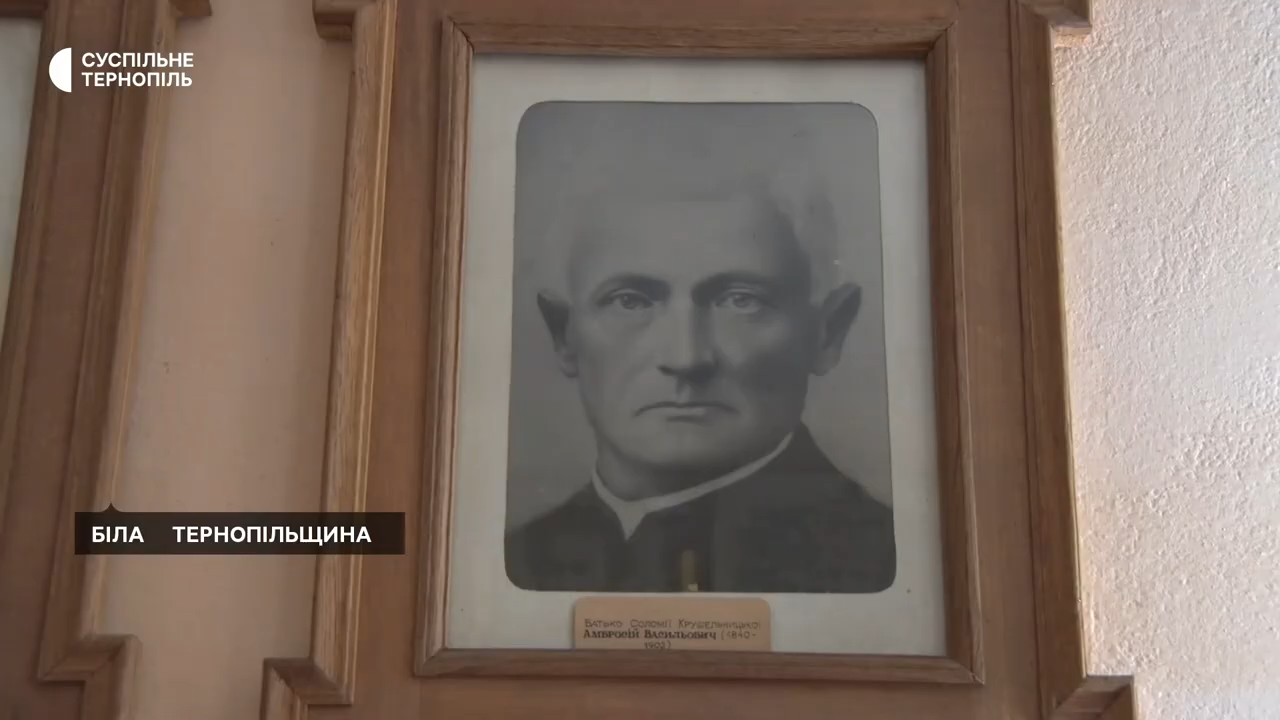 СУСПІЛЬНЕ
ТЕРНОПІЛЬ
БІЛА ТЕРНОПІЛЬЩИНА
Батько Соломії Крушельницької
Амвросій Васильович (1840-
1902)